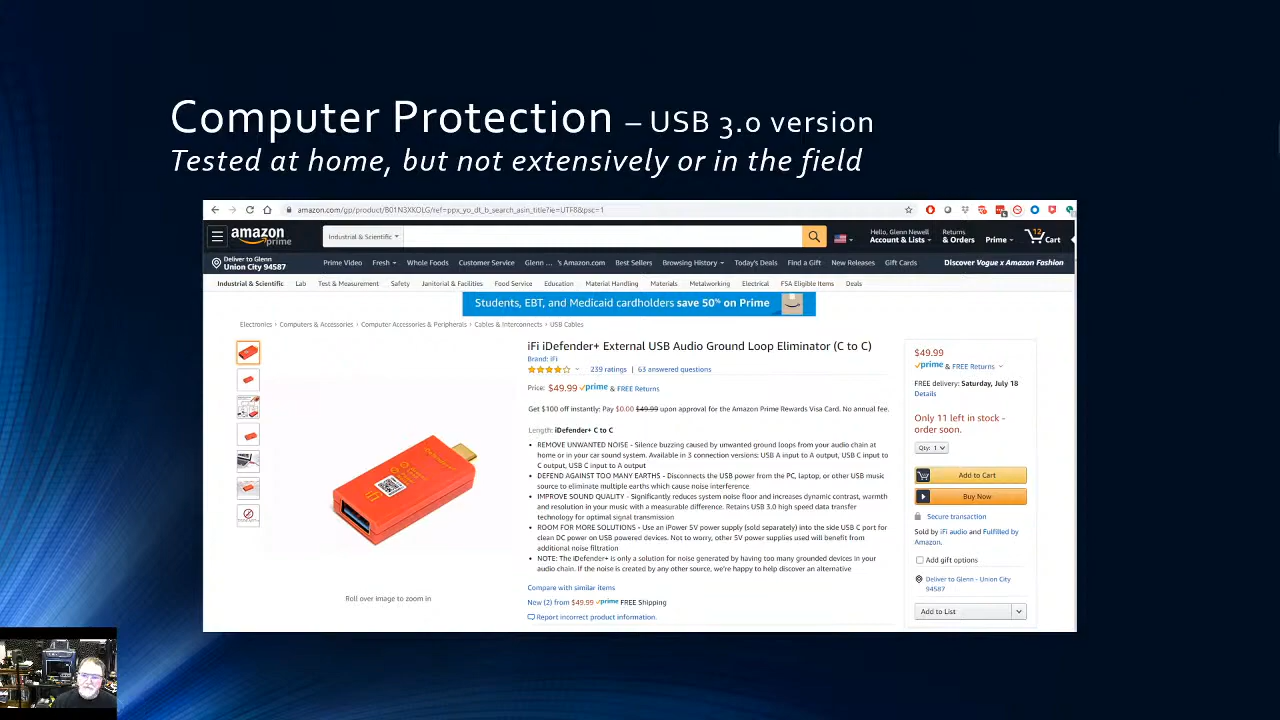 Computer Protection – USB 3.0 version
Tested at home, but not extensively or in the field
amazon.com/gp/product/B01N3XKOLG/ref=ppx_yo_dt_b_search_asin_title?ie=UTF8&psc=1
amazon prime
Industrial & Scientific
Hello, Glenn Newell
Account & Lists
Returns
& Orders
Prime
12
Cart
Deliver to Glenn
Union City 94587
Prime Video Fresh Whole Foods Customer Service Glenn ... 's Amazon.com Best Sellers Browsing History Today's Deals Find a Gift New Releases Gift Cards
Discover Vogue x Amazon Fashion
Industrial & Scientific Lab Test & Measurement Safety Janitorial & Facilities Food Service Education Material Handling Materials Metalworking Electrical FSA Eligible Items Deals
Students, EBT, and Medicaid cardholders save 50% on Prime
Electronics › Computers & Accessories › Computer Accessories & Peripherals › Cables & Interconnects › USB Cables
iFi iDefender+ External USB Audio Ground Loop Eliminator (C to C)
Brand: iFi
239 ratings | 63 answered questions
Price: $49.99 prime & FREE Returns
Get $100 off instantly: Pay $0.00 $49.99 upon approval for the Amazon Prime Rewards Visa Card. No annual fee.
Length: iDefender+ C to C
• REMOVE UNWANTED NOISE - Silence buzzing caused by unwanted ground loops from your audio chain at
home or in your car sound system. Available in 3 connection versions: USB A input to A output, USB C input to
C output, USB C input to A output
• DEFEND AGAINST TOO MANY EARTHS - Disconnects the USB power from the PC, laptop, or other USB music
source to eliminate multiple earths which cause noise interference
• IMPROVE SOUND QUALITY - Significantly reduces system noise floor and increases dynamic contrast, warmth
and resolution in your music with a measurable difference. Retains USB 3.0 high speed data transfer
technology for optimal signal transmission
• ROOM FOR MORE SOLUTIONS - Use an iPower 5V power supply (sold separately) into the side USB C port for
clean DC power on USB powered devices. Not to worry, other 5V power supplies used will benefit from
additional noise filtration
• NOTE: The iDefender+ is only a solution for noise generated by having too many grounded devices in your
audio chain. If the noise is created by any other source, we're happy to help discover an alternative
Compare with similar items
New (2) from $49.99 prime FREE Shipping
Report incorrect product information.
Roll over image to zoom in
$49.99
prime & FREE Returns
FREE delivery: Saturday, July 18
Details
Only 11 left in stock -
order soon.
Qty: 1
Add to Cart
Buy Now
Secure transaction
Sold by iFi audio and Fulfilled by
Amazon.
Add gift options
Deliver to Glenn - Union City
94587
Add to List